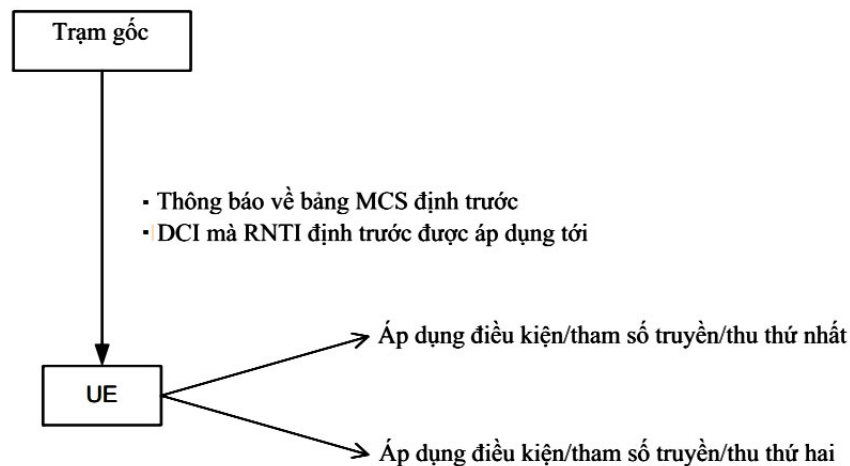 Trạm gốc
▪ Thông báo về bảng MCS định trước
▪ DCI mà RNTI định trước được áp dụng tới
Áp dụng điều kiện/tham số truyền/thu thứ nhất
UE
Áp dụng điều kiện/tham số truyền/thu thứ hai